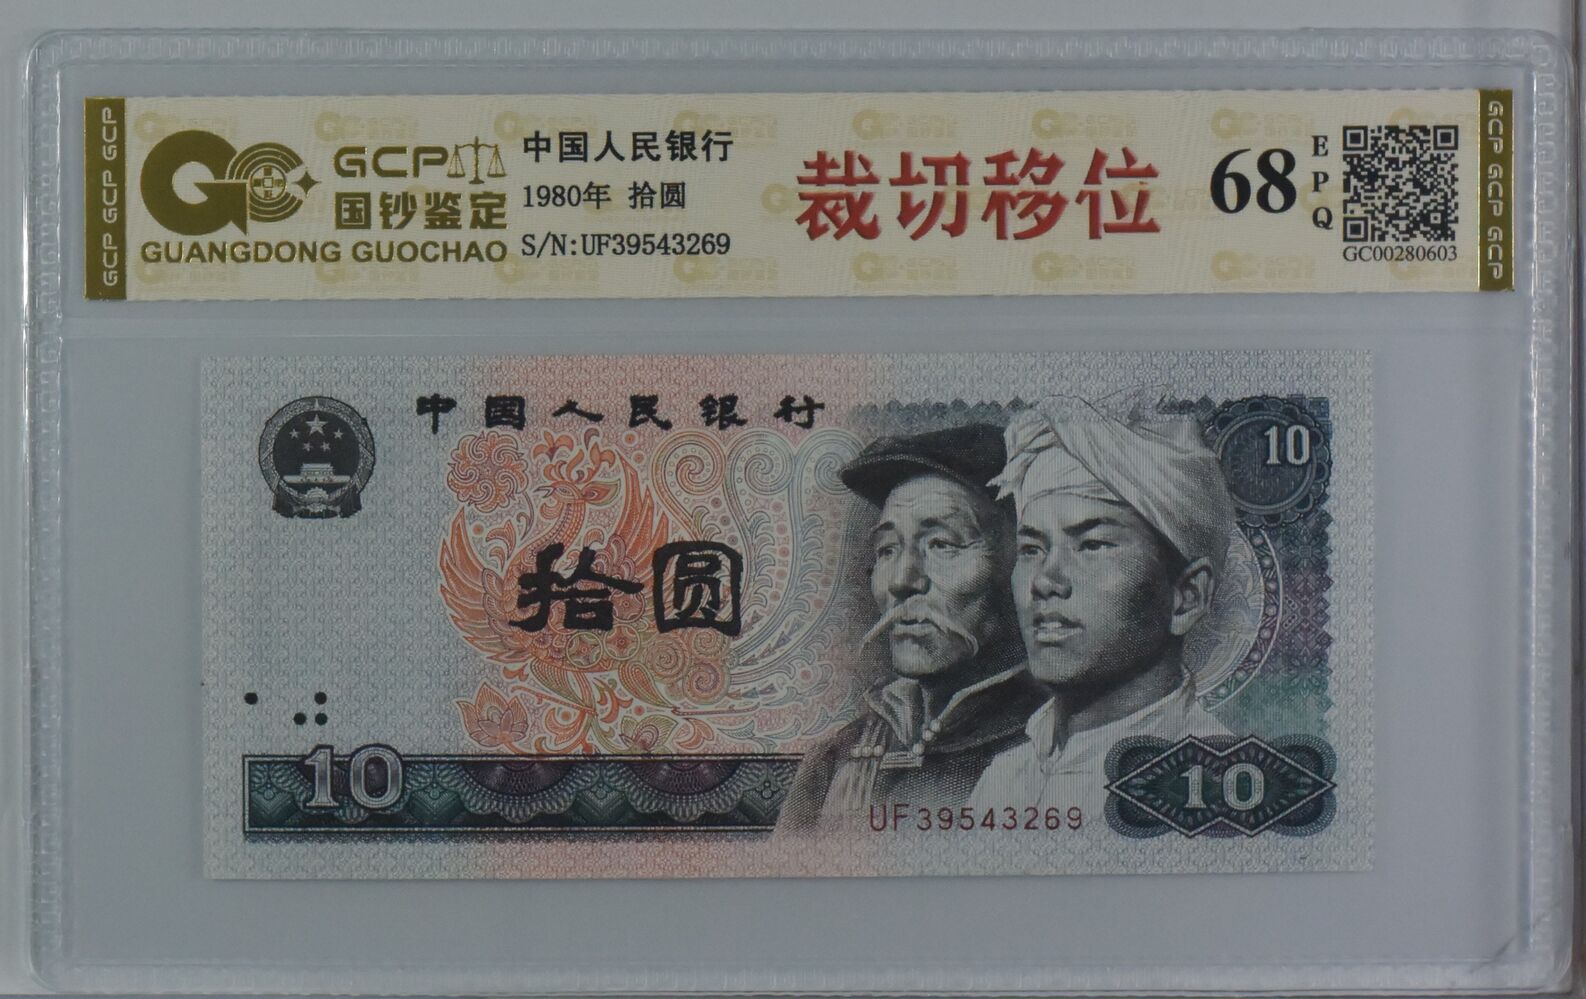 GCP GCP GCP
GCP
国钞鉴定
GUANGDONG GUOCHAO
中国人民银行
1980年 拾圆
S/N:UF39543269
裁切移位
68
EPQ
GC00280603
GCP GCP GCP
中国人民银行
10
拾圆
10
UF39543269
10